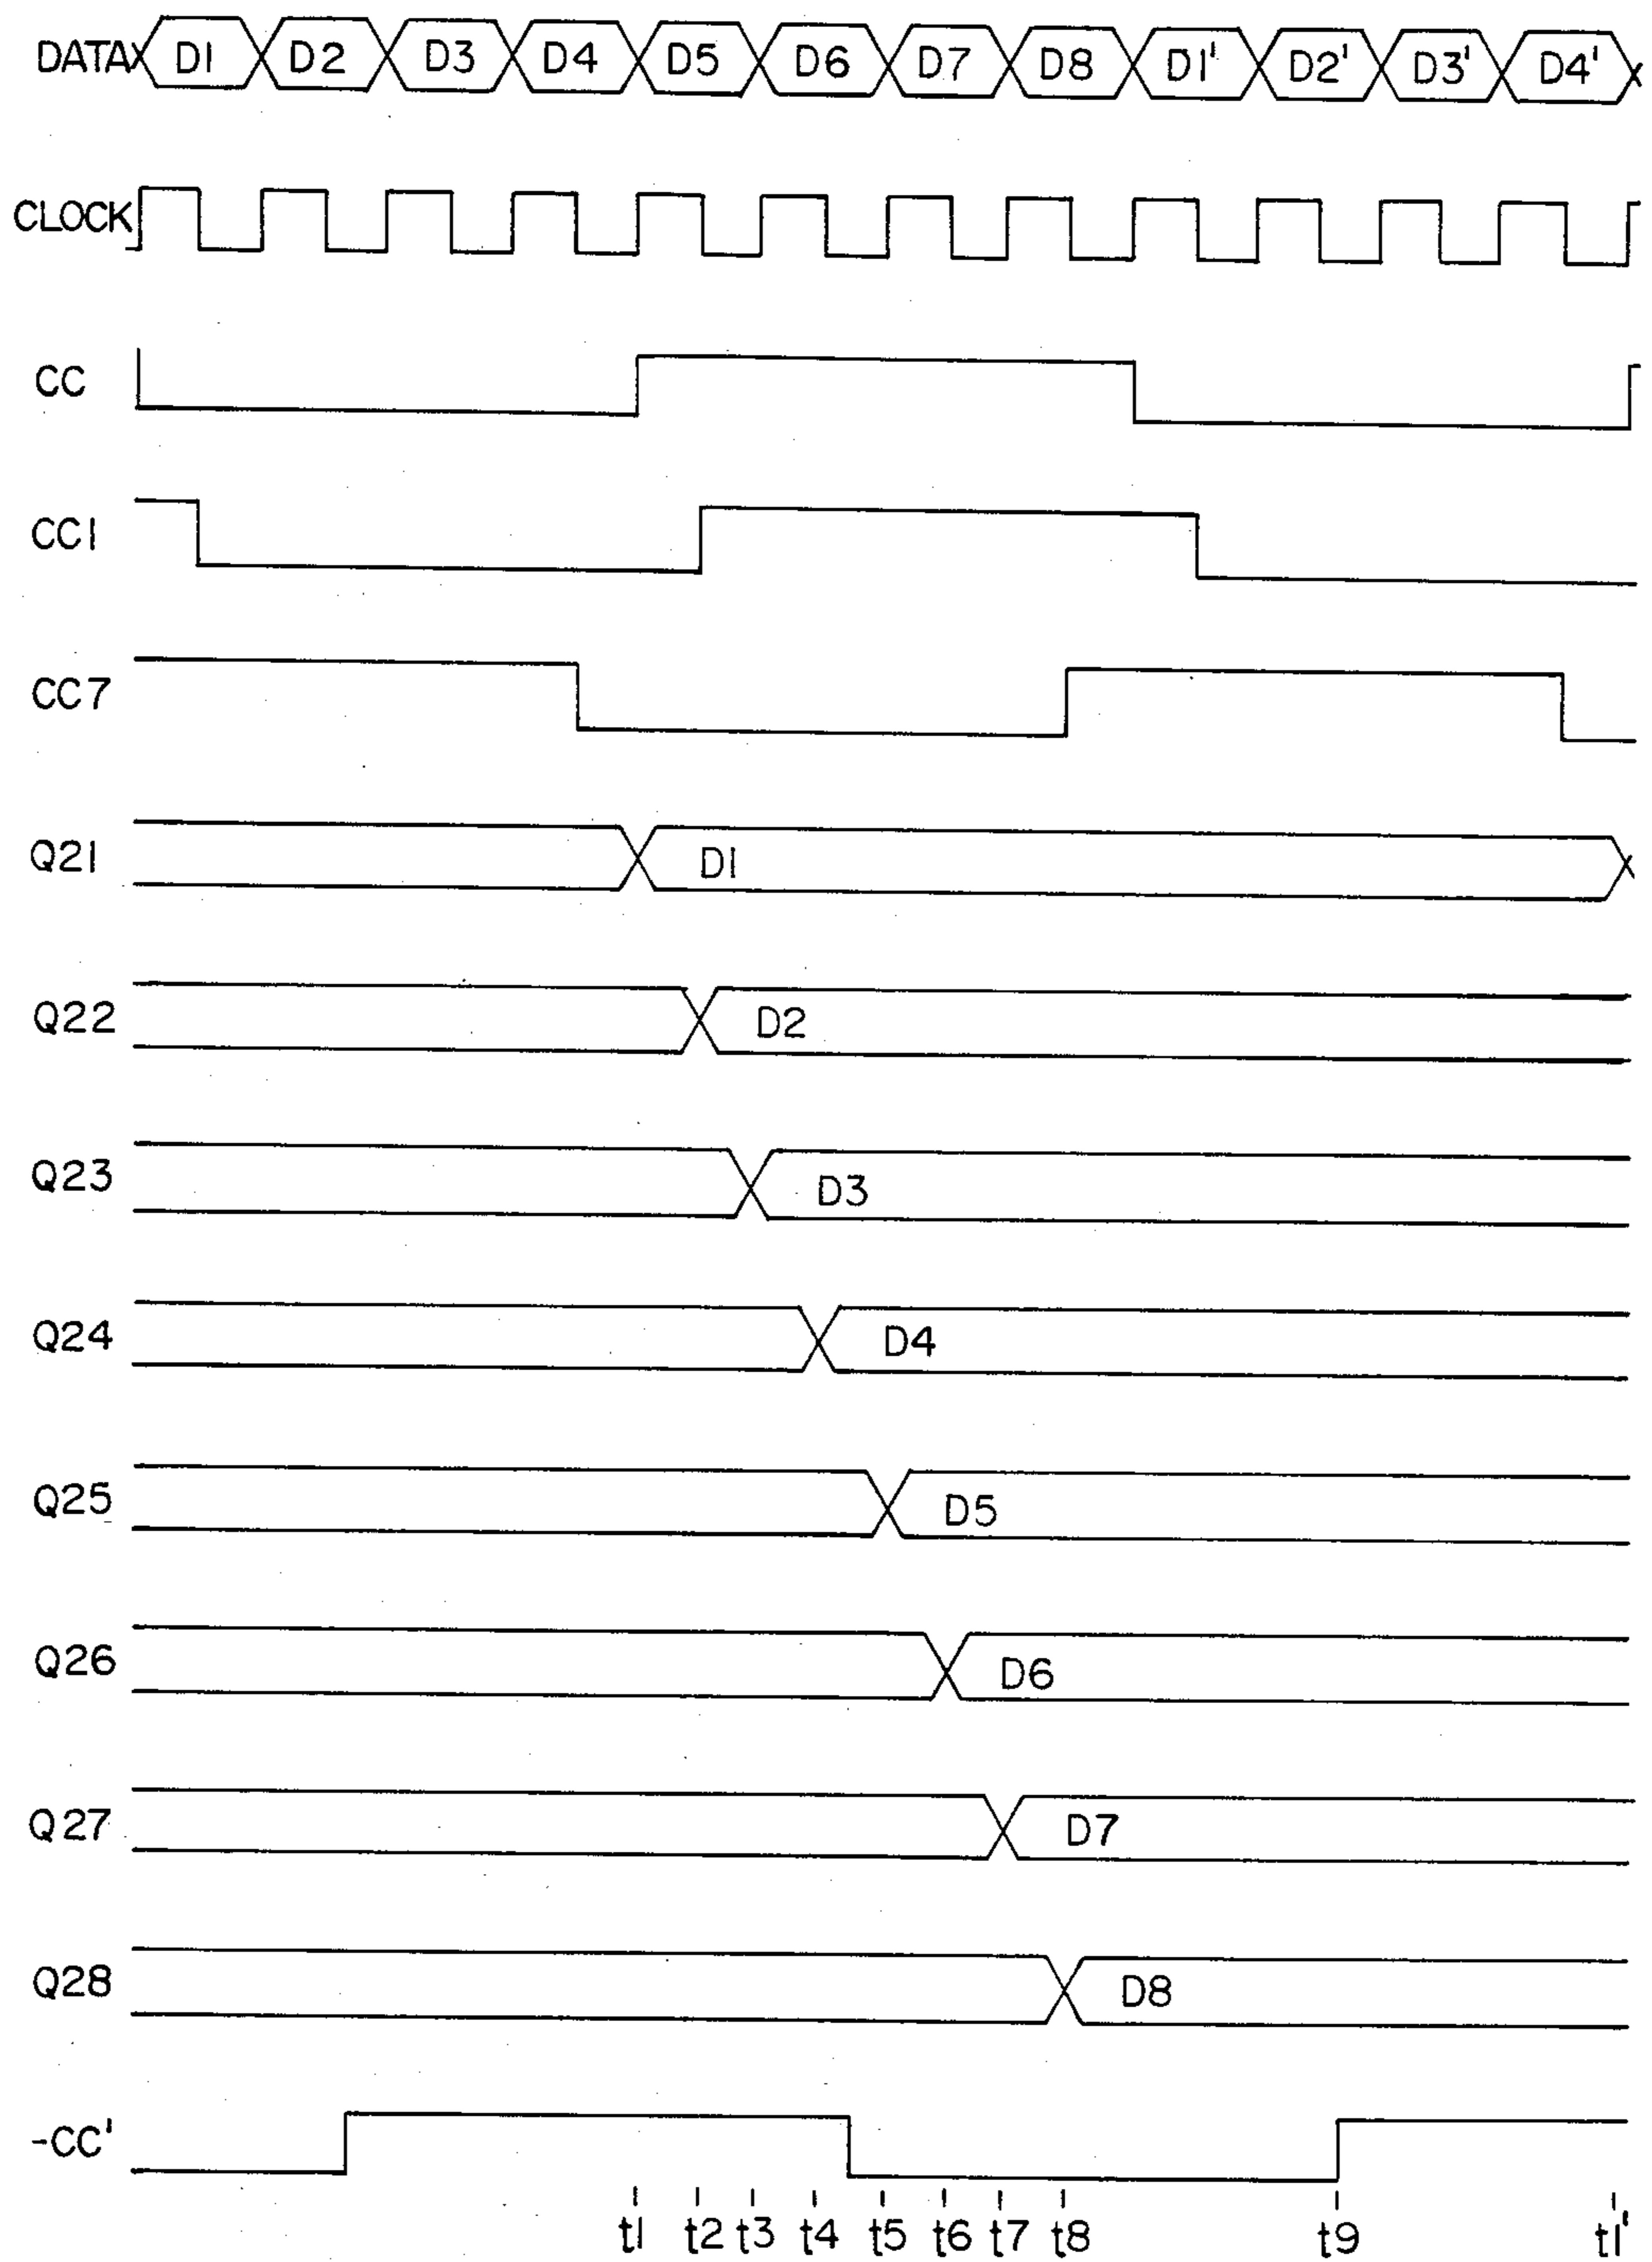 DATA D1 D2 D3 D4 D5 D6 D7 D8 D1' D2' D3' D4'
CLOCK
CC
CC1
CC7
Q21 D1
Q22 D2
Q23 D3
Q24 D4
Q25 D5
Q26 D6
Q27 D7
Q28 D8
-CC'
t1 t2 t3 t4 t5 t6 t7 t8 t9 t1'